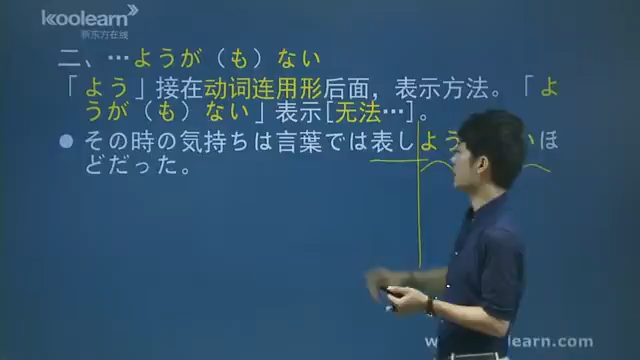 koolearn
新东方在线
二、…ようが（も）ない
「よう」接在动词连用形后面，表示方法。「よ
うが（も）ない」表示[无法…]。
● その時の気持ちは言葉では表しよう いほ
どだった。
w learn.com